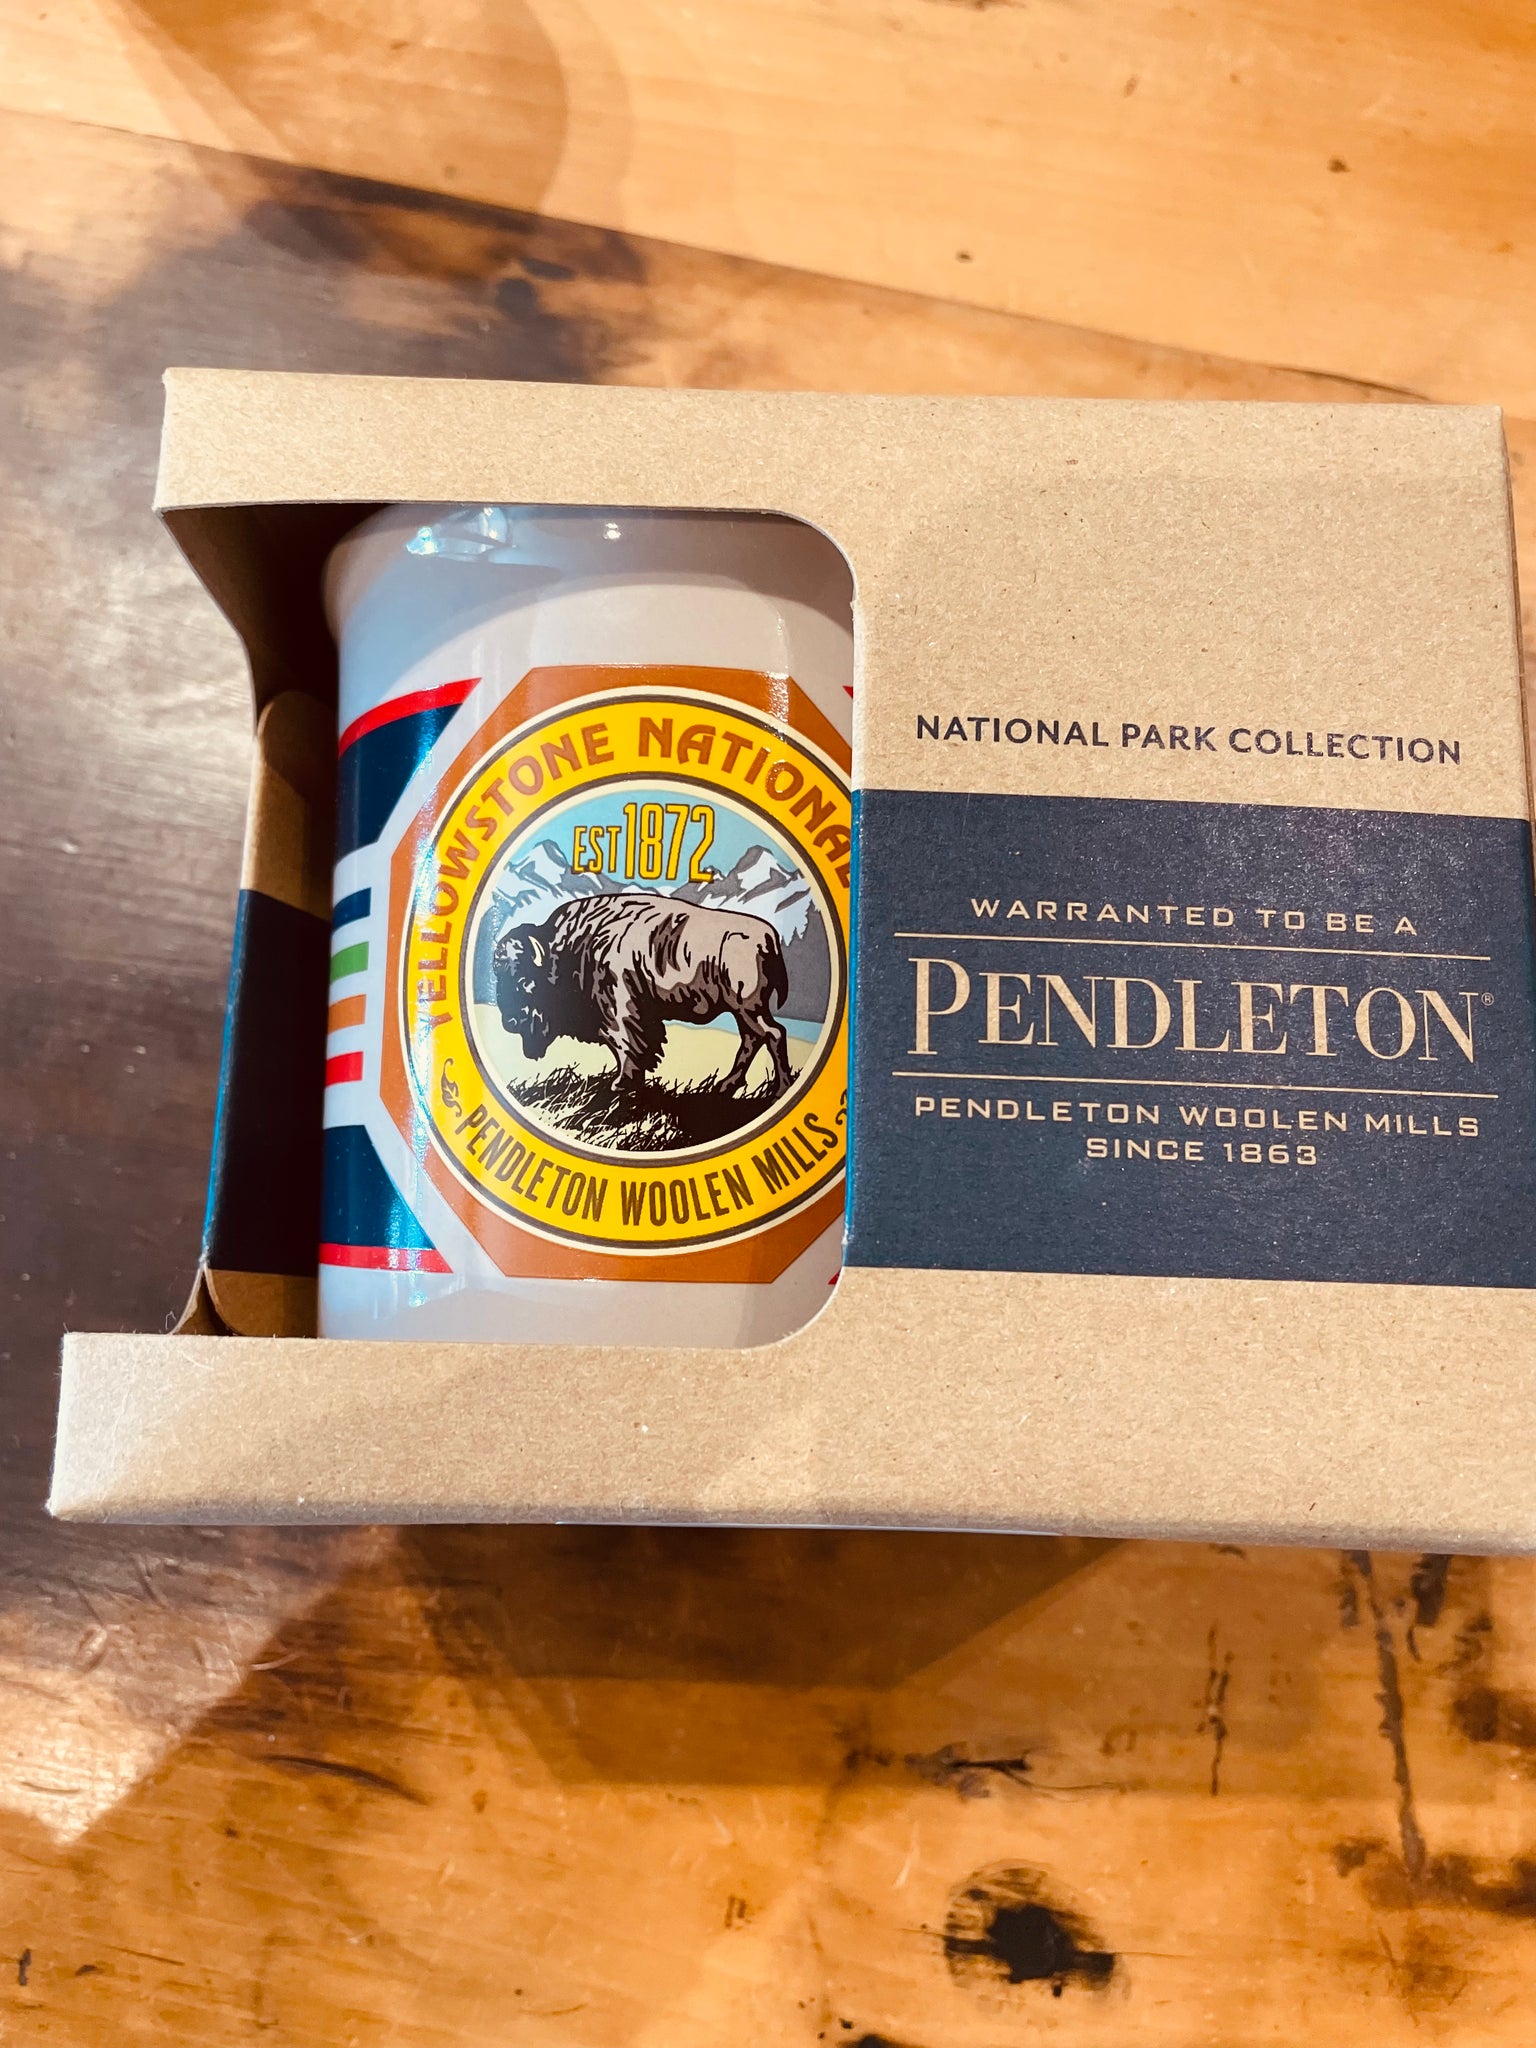 YELLOWSTONE NATIONAL
EST 1872
PENDLETON WOOLEN MILLS
NATIONAL PARK COLLECTION
WARRANTED TO BE A
PENDLETON®
PENDLETON WOOLEN MILLS
SINCE 1863